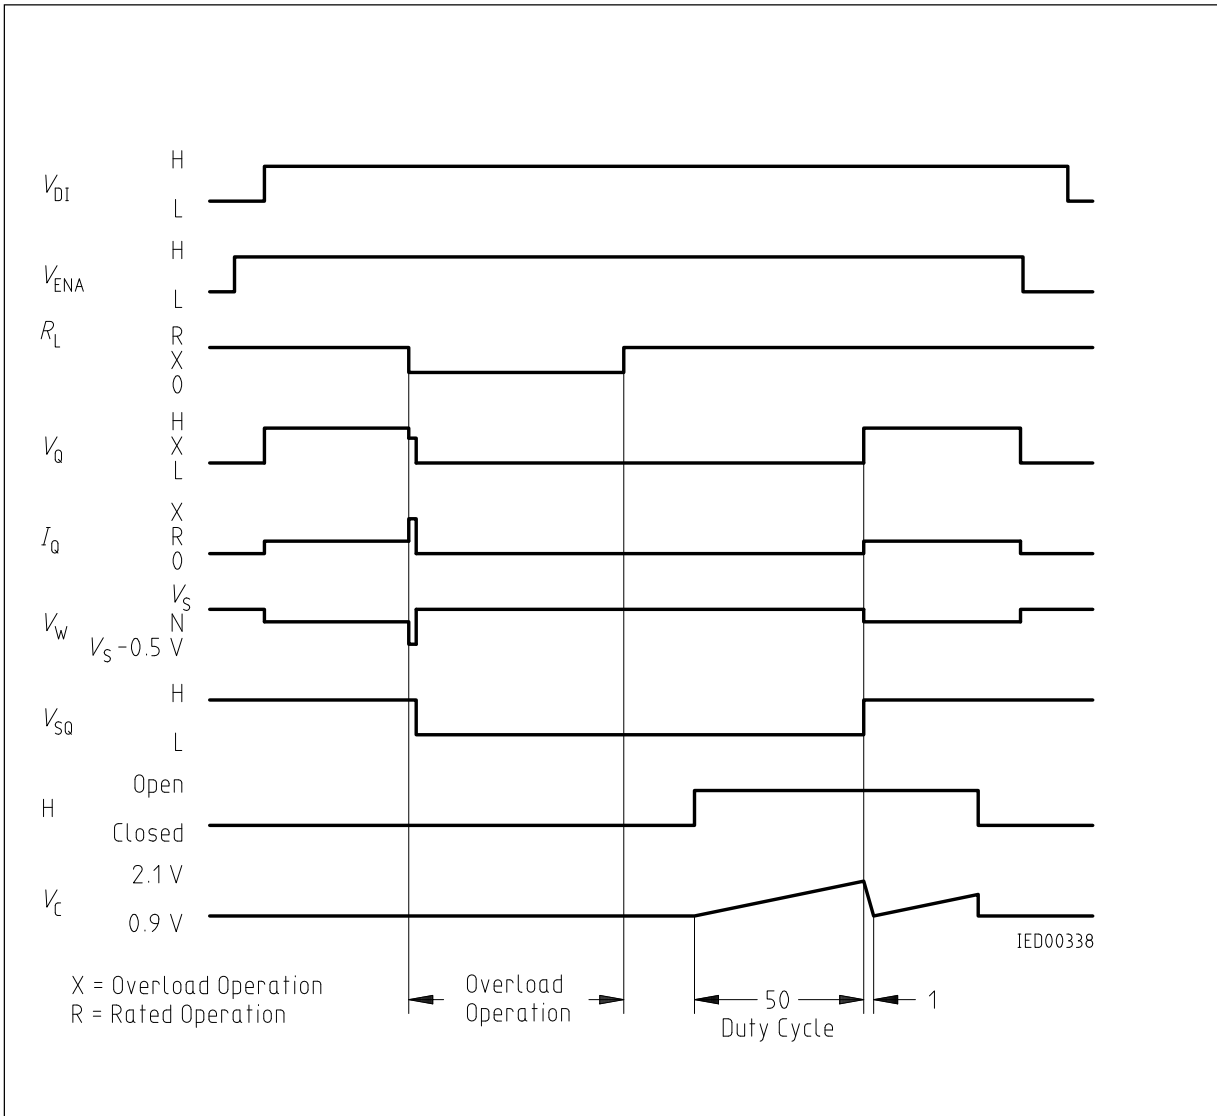 H
V_DI
L
H
V_ENA
L
R_L
R
X
0
H
V_Q
X
L
X
I_Q
R
0
V_S
V_W
N
V_S -0.5 V
H
V_SQ
L
Open
H
Closed
2.1 V
V_C
0.9 V
IED00338
X = Overload Operation
R = Rated Operation
Overload
Operation
50
Duty Cycle
1